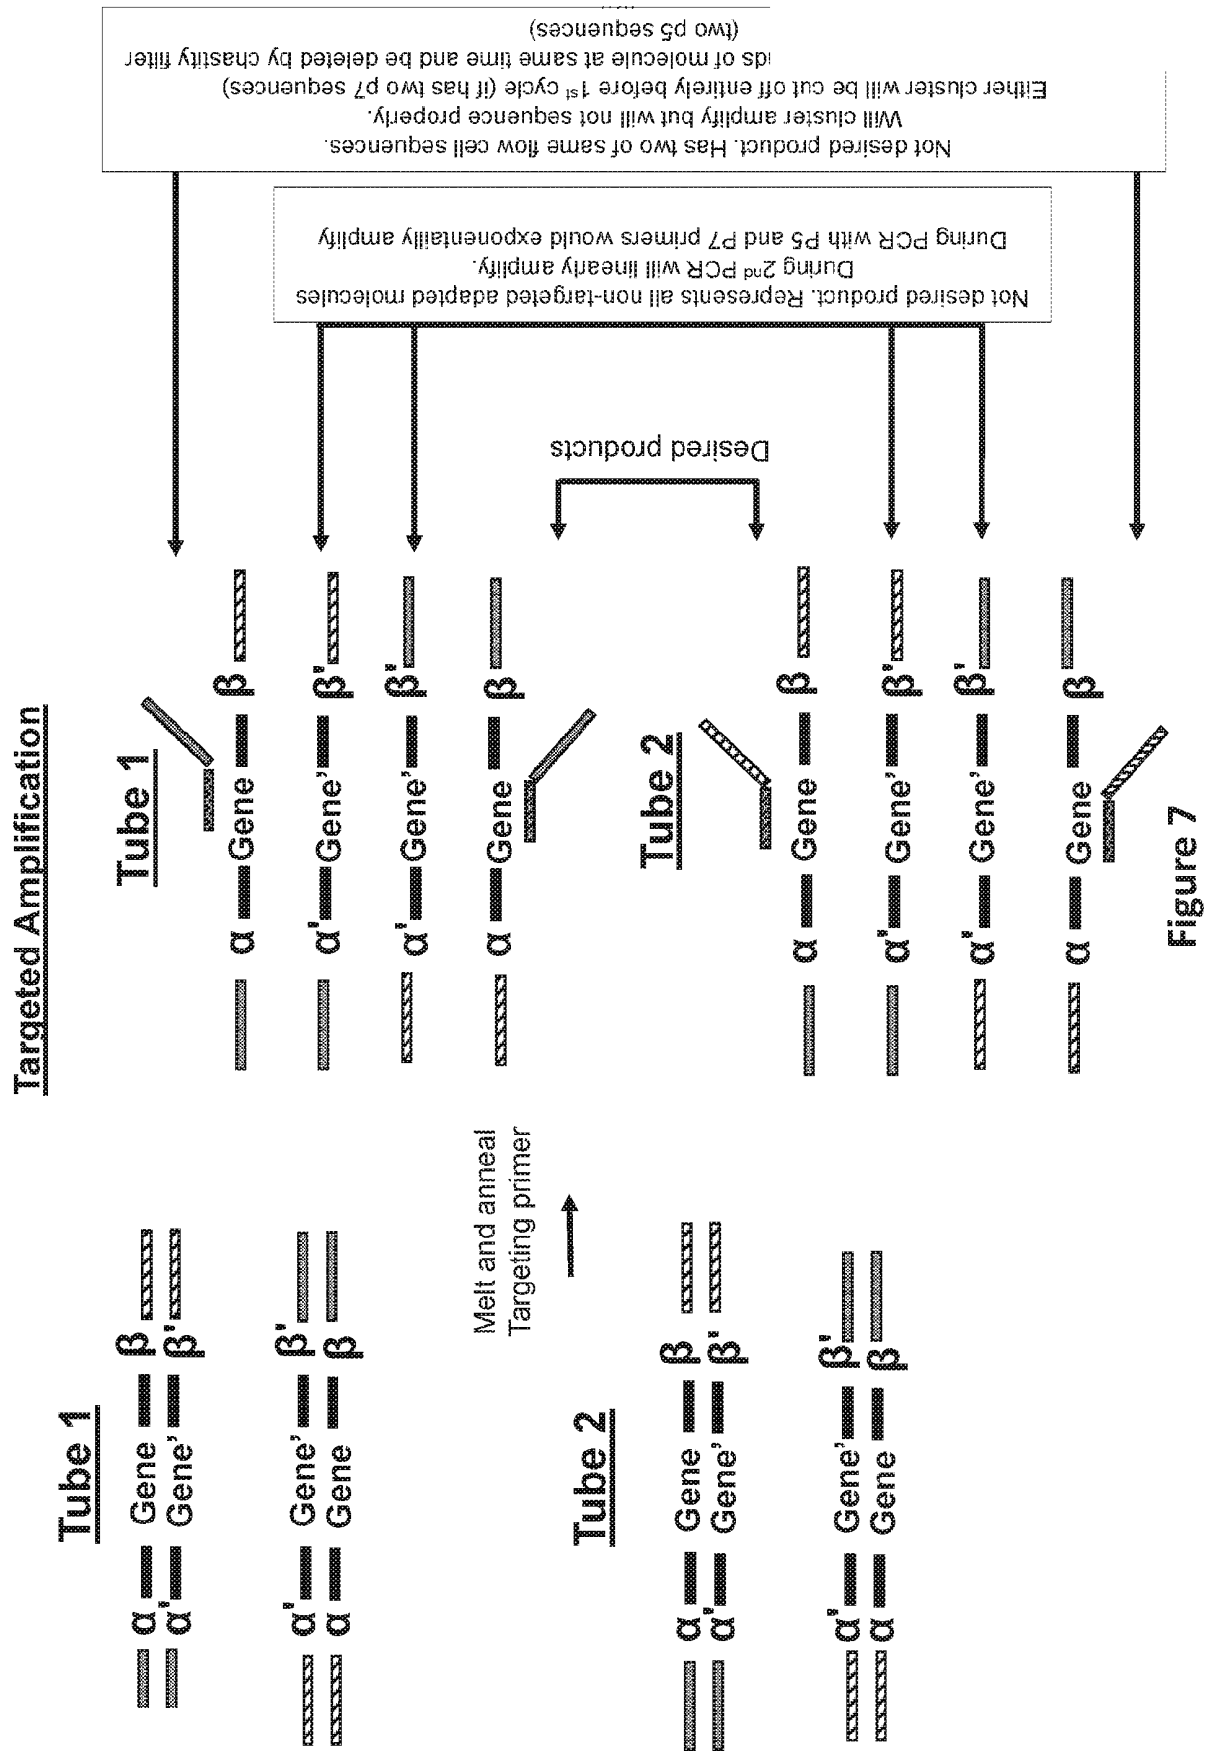 Targeted Amplification
Tube 1
α Gene β
α' Gene' β'
α' Gene' β'
α Gene β
Tube 2
α Gene β
α' Gene' β'
α' Gene' β'
α Gene β
Melt and anneal
Targeting primer
Tube 1
α Gene β
α' Gene' β'
α' Gene' β'
α Gene β
Tube 2
α Gene β
α' Gene' β'
α' Gene' β'
α Gene β
Desired products
Not desired product. Represents all non-targeted adapted molecules
During 2nd PCR will linearly amplify.
During PCR with P5 and P7 primers would exponentailly amplify
Not desired product. Has two of same flow cell sequences.
Will cluster amplify but will not sequence properly.
Either cluster will be cut off entirely before 1st cycle (if has two p7 sequences)
ds of molecule at same time and be deleted by chastity filter
(two p5 sequences)
Figure 7